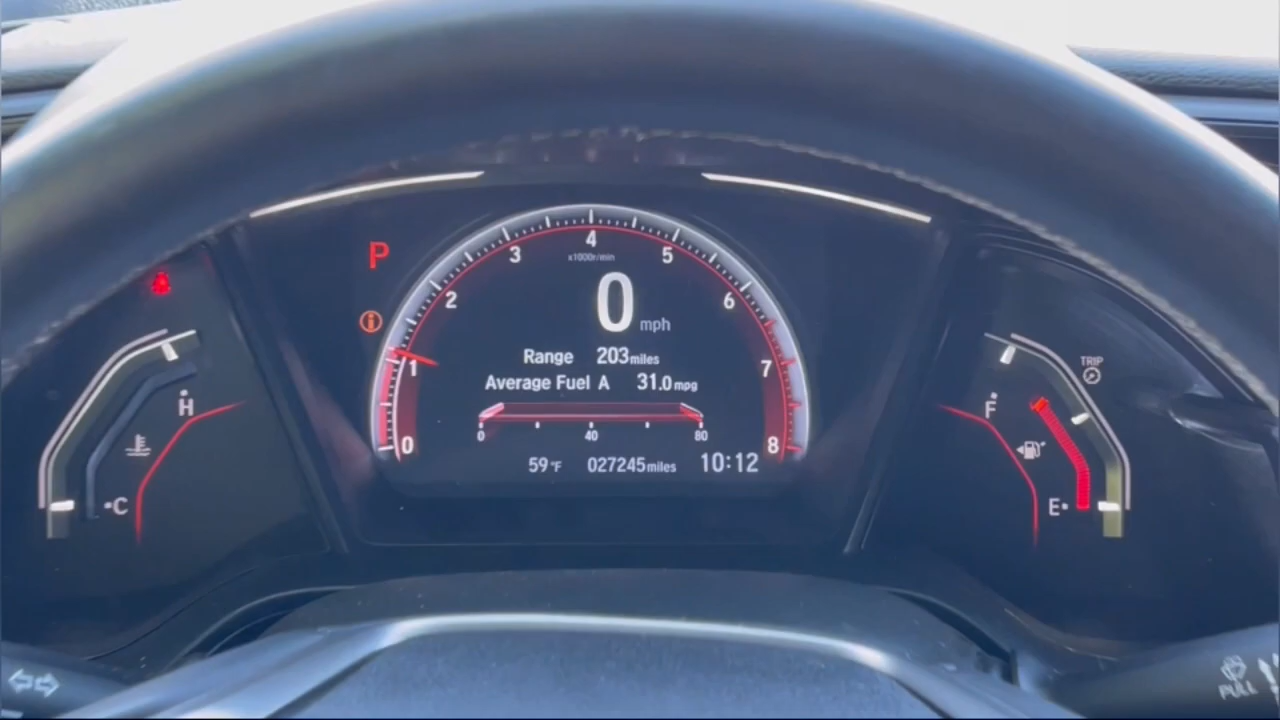 P
0 1 2 3 4 5 6 7 8
x1000r/min
0 mph
Range 203miles
Average Fuel A 31.0mpg
0 40 80
59°F 027245miles 10:12
H
C
TRIP
F
E
PULL